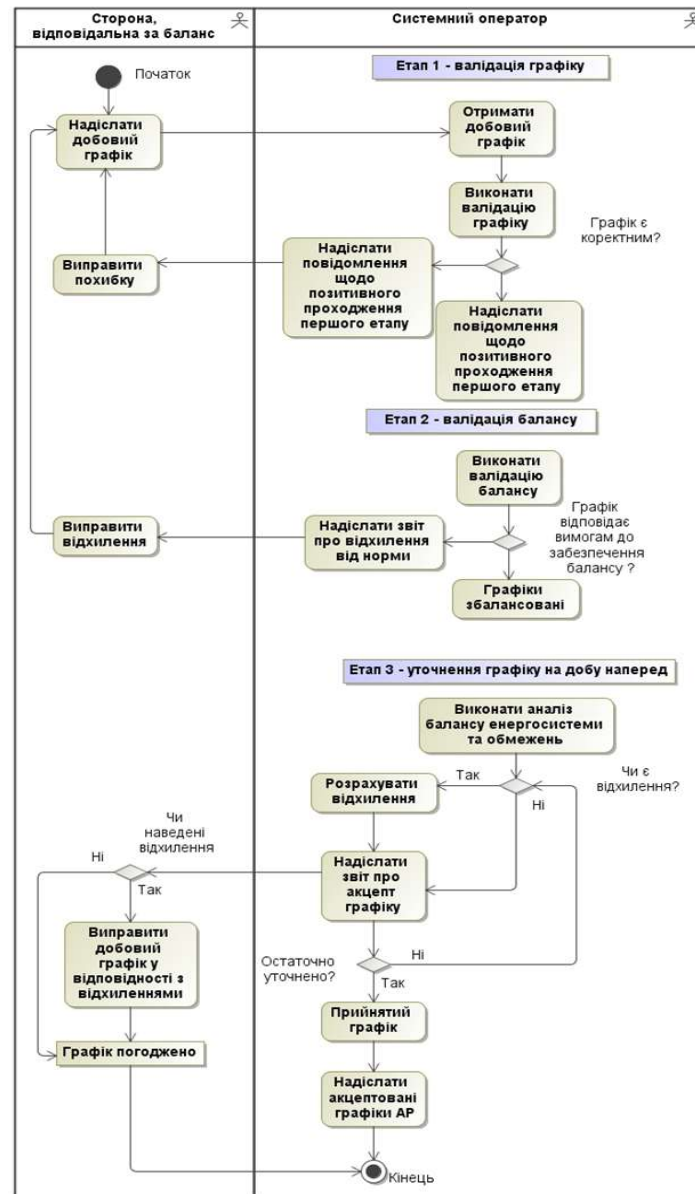 Сторона,
відповідальна за баланс
Системний оператор
Етап 1 - валідація графіку
Початок
Надіслати
добовий
графік
Отримати
добовий
графік
Виконати
валідацію
графіку
Графік є
коректним?
Надіслати
повідомлення
щодо
позитивного
проходження
першого етапу
Виправити
похибку
Надіслати
повідомлення
щодо
позитивного
проходження
першого етапу
Етап 2 - валідація балансу
Виконати
валідацію
балансу
Графік
відповідає
вимогам до
забезпечення
балансу ?
Виправити
відхилення
Надіслати звіт
про відхилення
від норми
Графіки
збалансовані
Етап 3 - уточнення графіку на добу наперед
Виконати аналіз
балансу енергосистеми
та обмежень
Так
Чи є
відхилення?
Ні
Розрахувати
відхилення
Чи
наведені
відхилення
Ні
Так
Надіслати
звіт про
акцепт
графіку
Виправити
добовий
графік у
відповідності з
відхиленнями
Остаточно
уточнено?
Ні
Так
Прийнятий
графік
Графік погоджено
Надіслати
акцептовані
графіки АР
Кінець